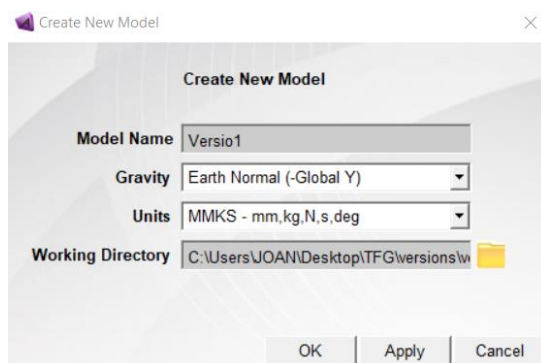 Create New Model
Create New Model
Model Name Versio1
Gravity Earth Normal (-Global Y)
Units MMKS - mm,kg,N,s,deg
Working Directory C:\Users\JOAN\Desktop\TFG\versions\
OK Apply Cancel